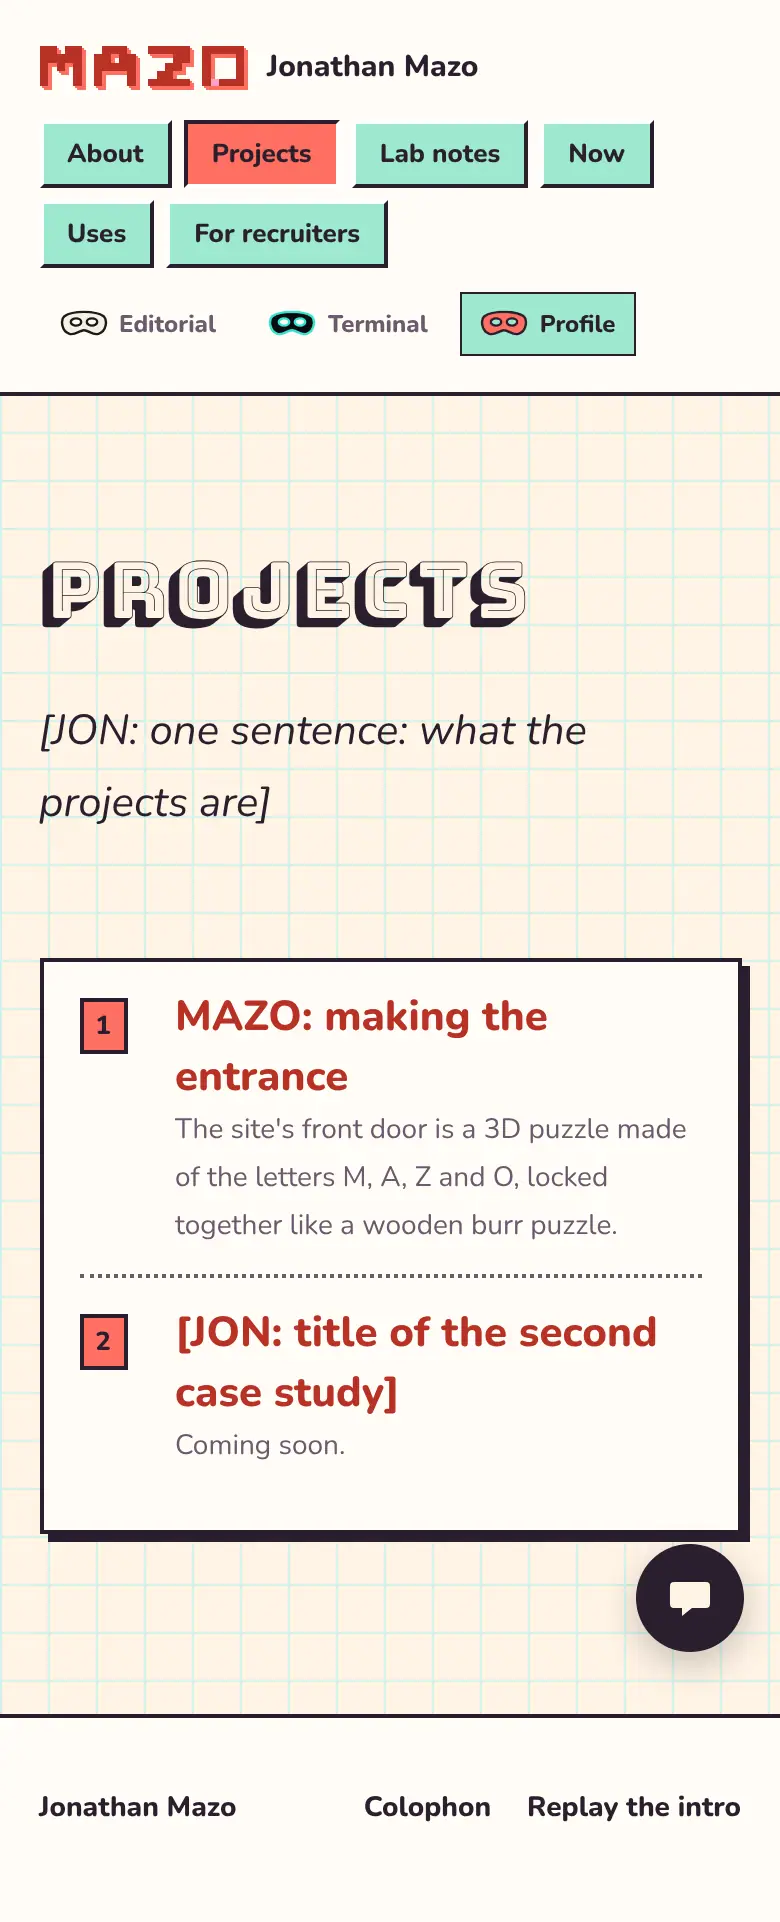 MAZO Jonathan Mazo
About Projects Lab notes Now
Uses For recruiters
Editorial Terminal Profile
PROJECTS
[JON: one sentence: what the
projects are]
1 MAZO: making the
entrance
The site's front door is a 3D puzzle made
of the letters M, A, Z and O, locked
together like a wooden burr puzzle.
2 [JON: title of the second
case study]
Coming soon.
Jonathan Mazo Colophon Replay the intro